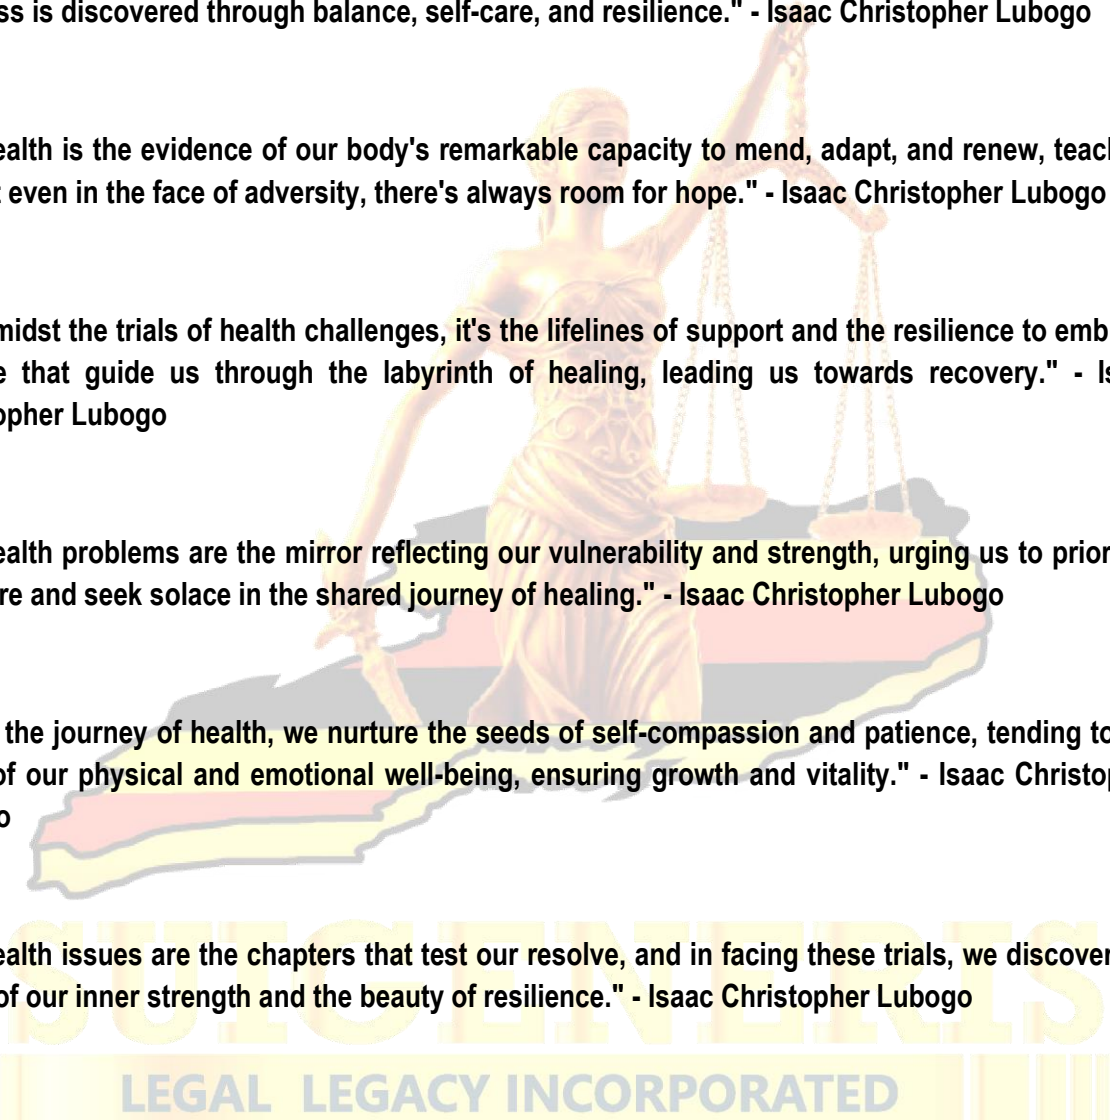 ss is discovered through balance, self-care, and resilience." - Isaac Christopher Lubogo
ealth is the evidence of our body's remarkable capacity to mend, adapt, and renew, teach
t even in the face of adversity, there's always room for hope." - Isaac Christopher Lubogo
midst the trials of health challenges, it's the lifelines of support and the resilience to emb
e that guide us through the labyrinth of healing, leading us towards recovery." - Is
opher Lubogo
ealth problems are the mirror reflecting our vulnerability and strength, urging us to prior
re and seek solace in the shared journey of healing." - Isaac Christopher Lubogo
the journey of health, we nurture the seeds of self-compassion and patience, tending to
of our physical and emotional well-being, ensuring growth and vitality." - Isaac Christop
o
ealth issues are the chapters that test our resolve, and in facing these trials, we discover
of our inner strength and the beauty of resilience." - Isaac Christopher Lubogo
SUIGENERIS
LEGAL LEGACY INCORPORATED